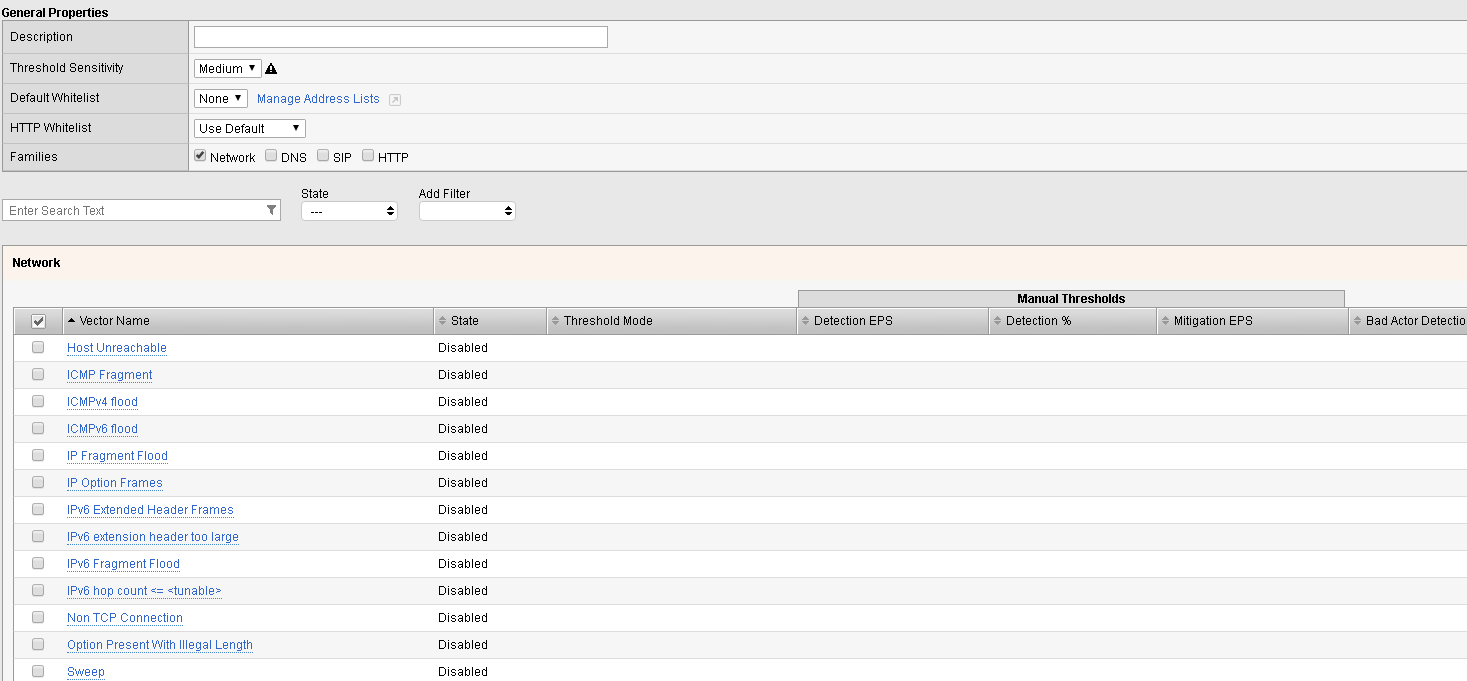 General Properties
Description
Threshold Sensitivity Medium
Default Whitelist None Manage Address Lists
HTTP Whitelist Use Default
Families Network DNS SIP HTTP
State Add Filter
Enter Search Text ---
Network
Manual Thresholds
Vector Name State Threshold Mode Detection EPS Detection % Mitigation EPS Bad Actor Detectio
Host Unreachable Disabled
ICMP Fragment Disabled
ICMPv4 flood Disabled
ICMPv6 flood Disabled
IP Fragment Flood Disabled
IP Option Frames Disabled
IPv6 Extended Header Frames Disabled
IPv6 extension header too large Disabled
IPv6 Fragment Flood Disabled
IPv6 hop count <= <tunable> Disabled
Non TCP Connection Disabled
Option Present With Illegal Length Disabled
Sweep Disabled